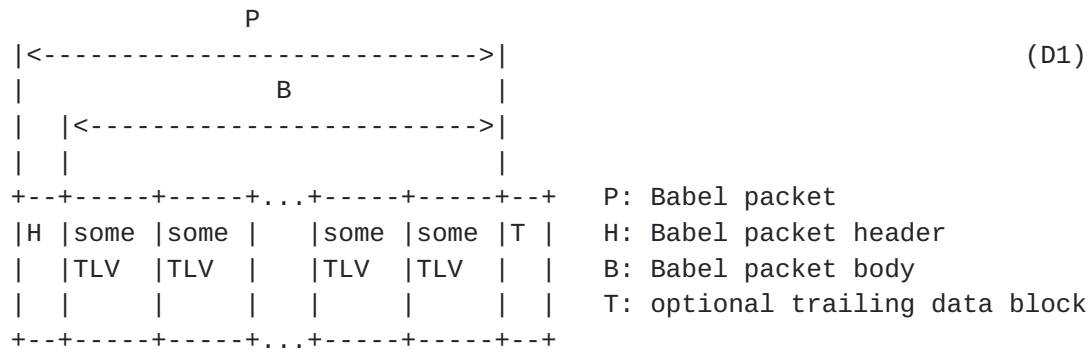 P
|<--------------------------->| (D1)
| B |
| |<------------------------->|
| | |
+--+-----+-----+...+-----+-----+--+ P: Babel packet
|H |some |some | |some |some |T | H: Babel packet header
| |TLV |TLV | |TLV |TLV | | B: Babel packet body
| | | | | | | | T: optional trailing data block
+--+-----+-----+...+-----+-----+--+